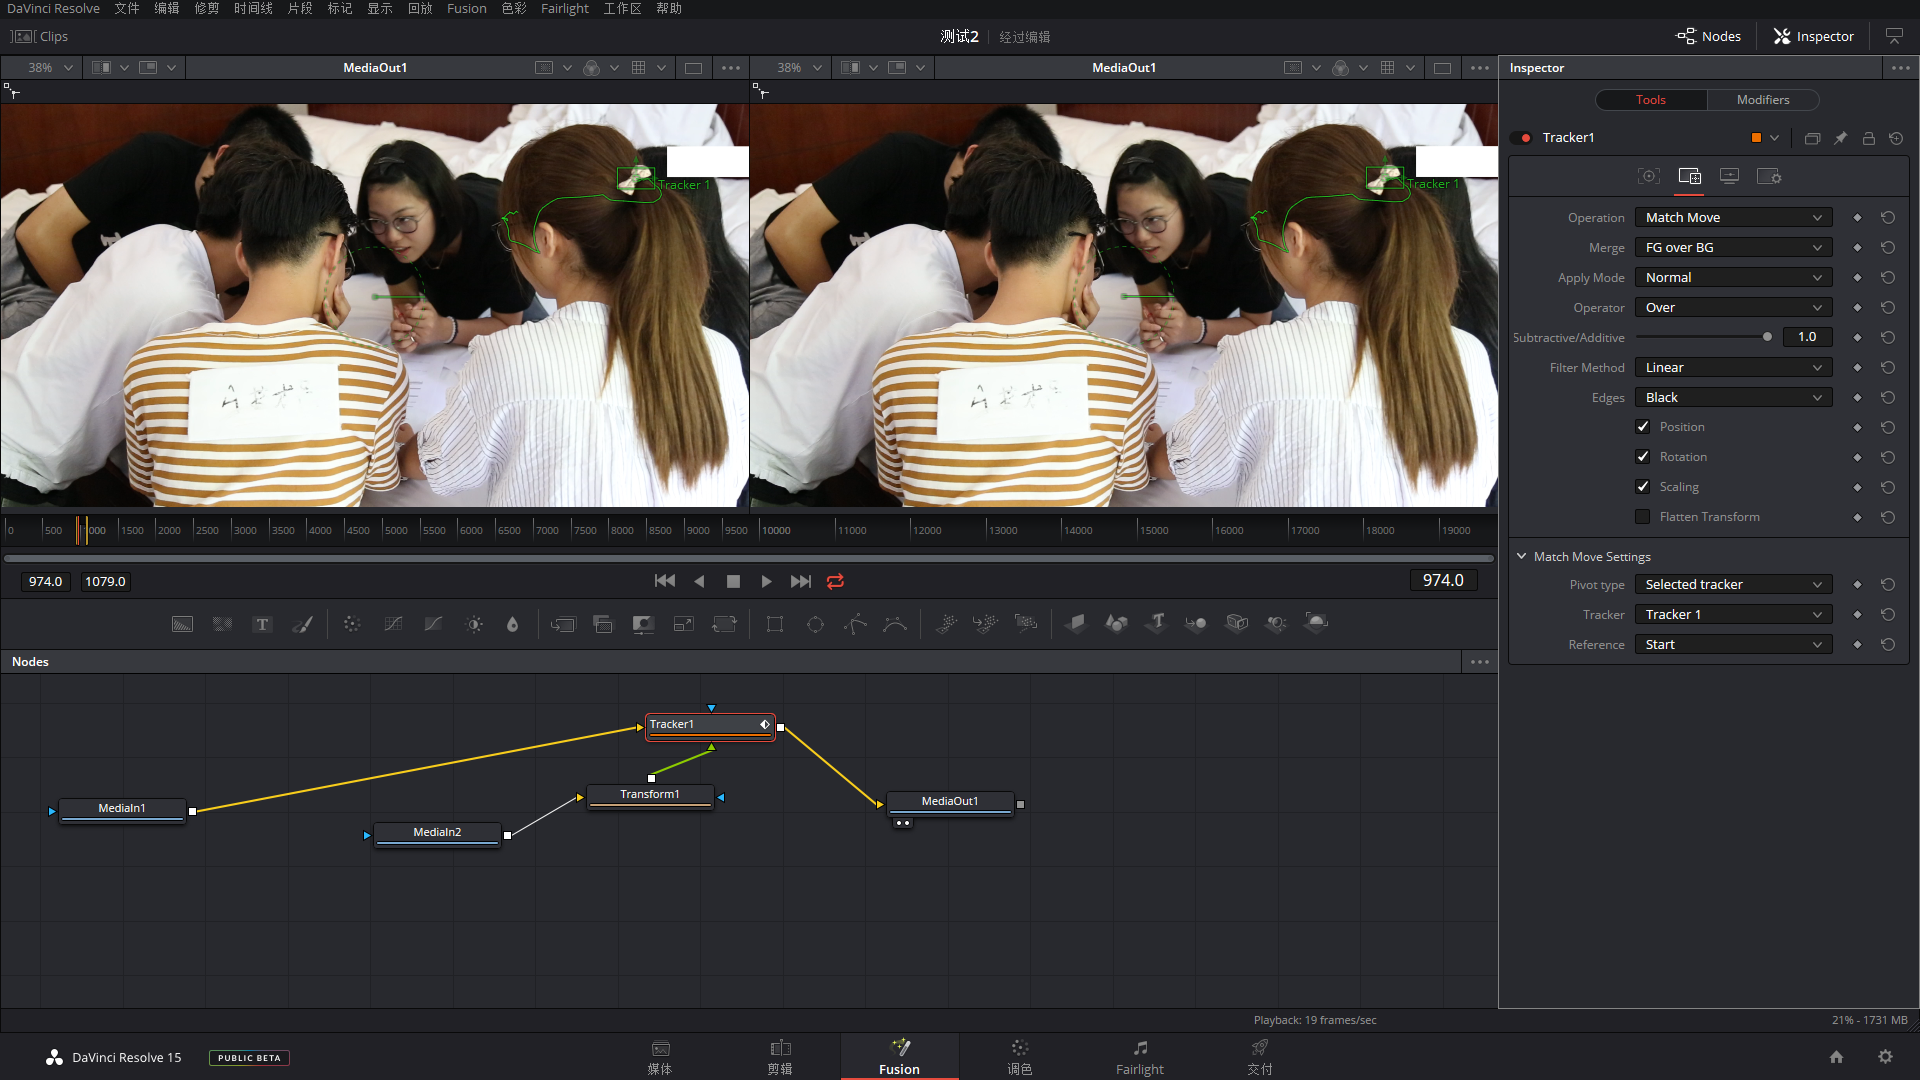 DaVinci Resolve 文件 编辑 修剪 时间线 片段 标记 显示 回放 Fusion 色彩 Fairlight 工作区 帮助
Clips 测试2 经过编辑 Nodes Inspector
38% MediaOut1 38% MediaOut1 Inspector
Tools Modifiers
Tracker1
Tracker 1 Tracker 1
Operation Match Move
Merge FG over BG
Apply Mode Normal
Operator Over
Subtractive/Additive 1.0
Filter Method Linear
Edges Black
Position
Rotation
Scaling
Flatten Transform
0 500 1000 1500 2000 2500 3000 3500 4000 4500 5000 5500 6000 6500 7000 7500 8000 8500 9000 9500 10000 11000 12000 13000 14000 15000 16000 17000 18000 19000
Match Move Settings
974.0 1079.0 974.0
Pivot type Selected tracker
Tracker Tracker 1
Reference Start
Nodes
Tracker1
Transform1
MediaIn1
MediaIn2
MediaOut1
Playback: 19 frames/sec 21% - 1731 MB
DaVinci Resolve 15 PUBLIC BETA
媒体 剪辑 Fusion 调色 Fairlight 交付